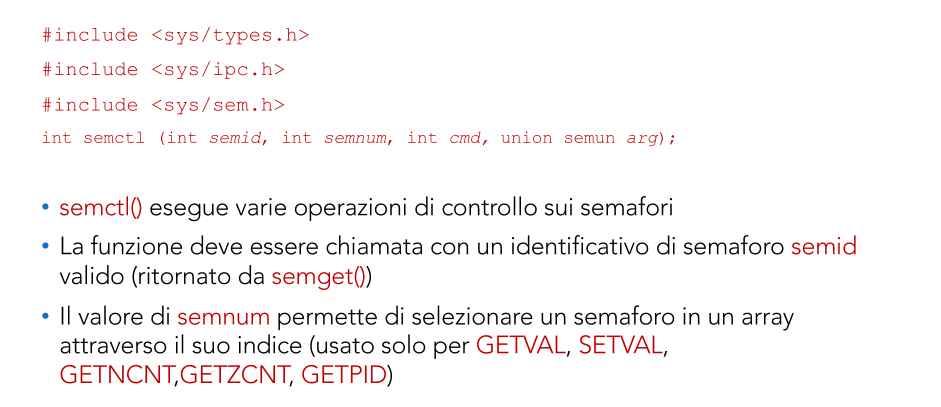 #include <sys/types.h>
#include <sys/ipc.h>
#include <sys/sem.h>
int semctl (int semid, int semnum, int cmd, union semun arg);
• semctl() esegue varie operazioni di controllo sui semafori
• La funzione deve essere chiamata con un identificativo di semaforo semid
valido (ritornato da semget())
• Il valore di semnum permette di selezionare un semaforo in un array
attraverso il suo indice (usato solo per GETVAL, SETVAL,
GETNCNT,GETZCNT, GETPID)